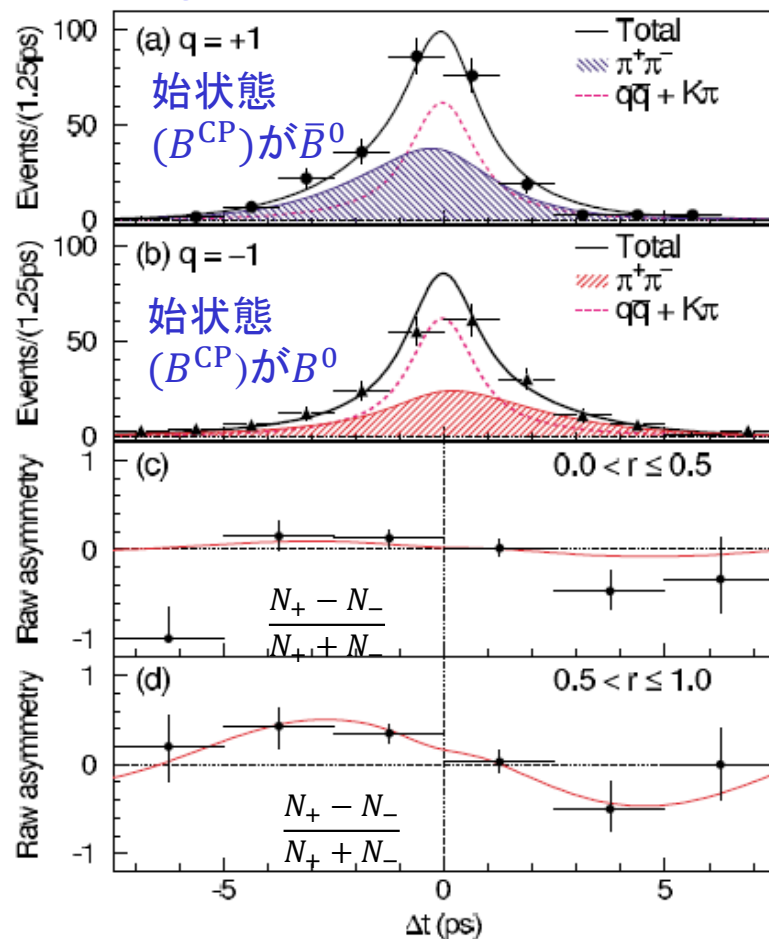 Events/(1.25ps)
100
50
0
(a) q = +1
始状態
(B^CP)がB̄^0
Total
π⁺π⁻
qq̄ + Kπ
Events/(1.25ps)
100
50
0
(b) q = −1
始状態
(B^CP)がB^0
Total
π⁺π⁻
qq̄ + Kπ
Raw asymmetry
1
0
-1
(c)
0.0 < r ≤ 0.5
N₊ − N₋
N₊ + N₋
Raw asymmetry
1
0
-1
(d)
0.5 < r ≤ 1.0
N₊ − N₋
N₊ + N₋
-5
0
5
Δt (ps)